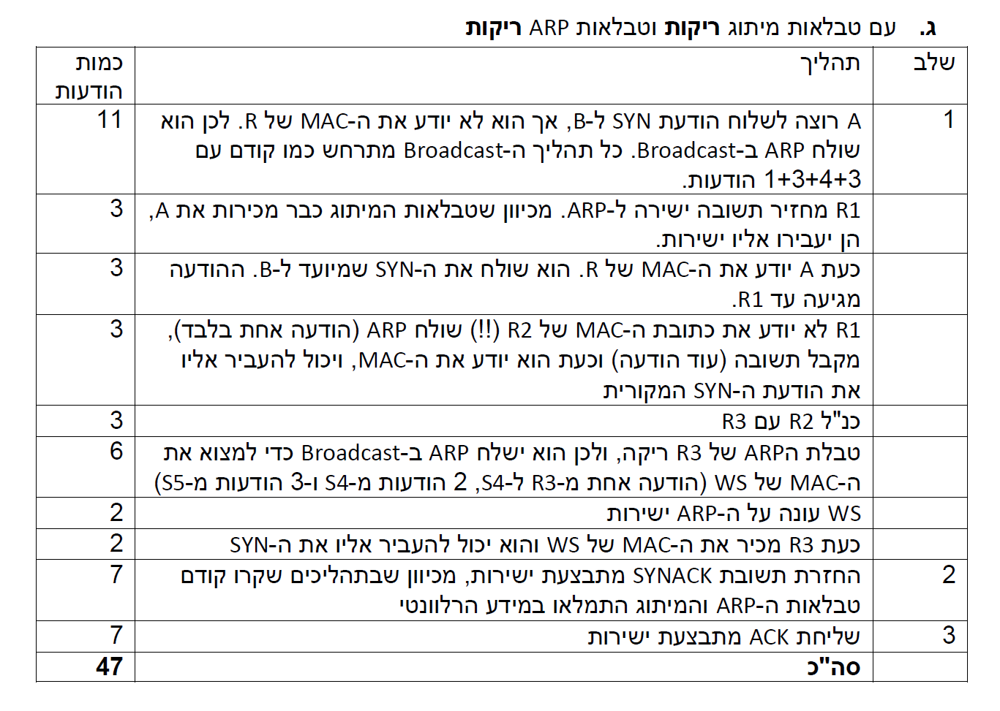 ג. עם טבלאות מיתוג ריקות וטבלאות ARP ריקות
שלב תהליך כמות
הודעות
1 A רוצה לשלוח הודעת SYN ל-B, אך הוא לא יודע את ה-MAC של R. לכן הוא 11
שולח ARP ב-Broadcast. כל תהליך ה-Broadcast מתרחש כמו קודם עם
1+3+4+3 הודעות.
R1 מחזיר תשובה ישירה ל-ARP. מכיוון שטבלאות המיתוג כבר מכירות את A, 3
הן יעבירו אליו ישירות.
כעת A יודע את ה-MAC של R. הוא שולח את ה-SYN שמיועד ל-B. ההודעה 3
מגיעה עד R1.
R1 לא יודע את כתובת ה-MAC של R2 (!!) שולח ARP (הודעה אחת בלבד), 3
מקבל תשובה (עוד הודעה) וכעת הוא יודע את ה-MAC, ויכול להעביר אליו
את הודעת ה-SYN המקורית
כנ"ל R2 עם R3 3
טבלת הARP של R3 ריקה, ולכן הוא ישלח ARP ב-Broadcast כדי למצוא את 6
ה-MAC של WS (הודעה אחת מ-R3 ל-S4, 2 הודעות מ-S4 ו-3 הודעות מ-S5)
WS עונה על ה-ARP ישירות 2
כעת R3 מכיר את ה-MAC של WS והוא יכול להעביר אליו את ה-SYN 2
2 החזרת תשובת SYNACK מתבצעת ישירות, מכיוון שבתהליכים שקרו קודם 7
טבלאות ה-ARP והמיתוג התמלאו במידע הרלוונטי
3 שליחת ACK מתבצעת ישירות 7
סה"כ 47